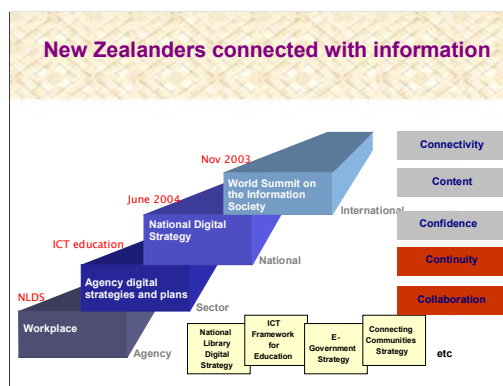 New Zealanders connected with information
Nov 2003
World Summit on
the Information
Society
International
June 2004
National Digital
Strategy
National
ICT education
Agency digital
strategies and plans
Sector
NLDS
Workplace
Agency
National
Library
Digital
Strategy
ICT
Framework
for
Education
E-
Government
Strategy
Connecting
Communities
Strategy
etc
Connectivity
Content
Confidence
Continuity
Collaboration